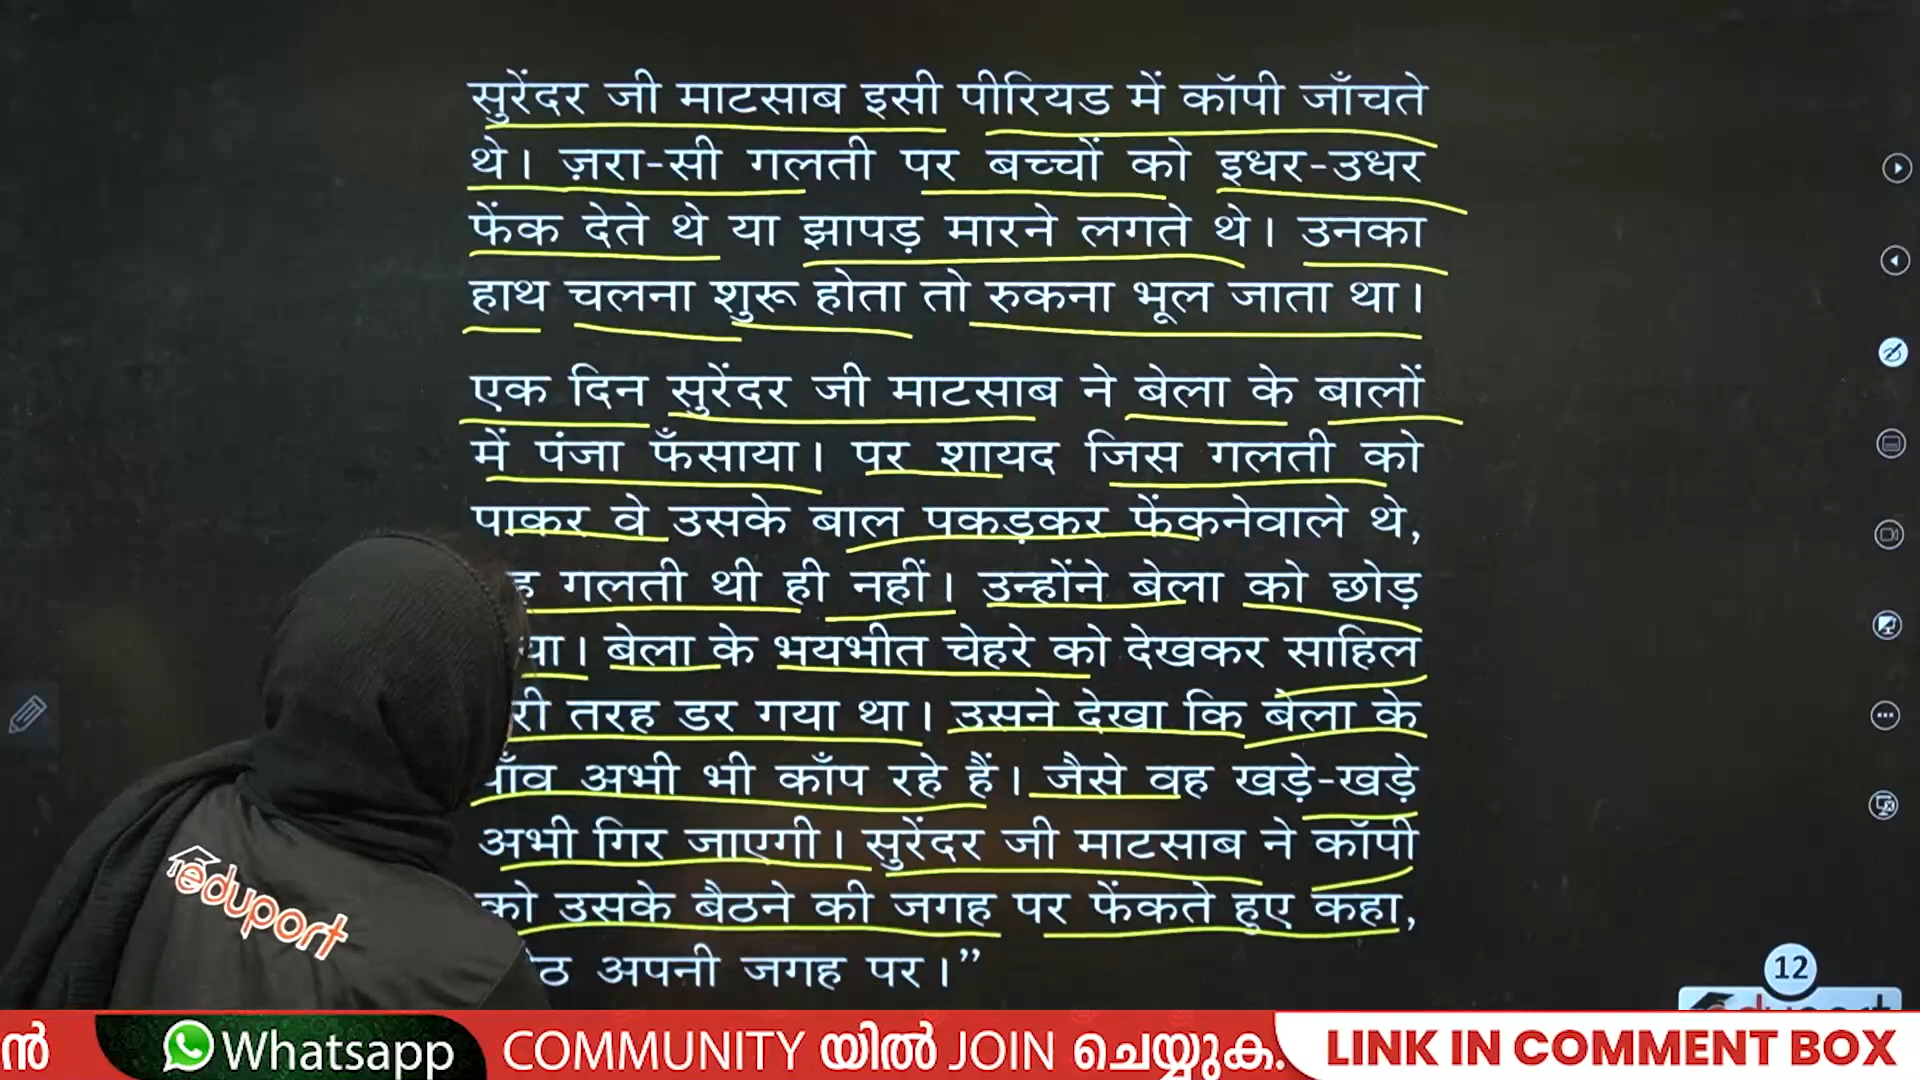 सुरेंदर जी माटसाब इसी पीरियड में कॉपी जाँचते
थे। ज़रा-सी गलती पर बच्चों को इधर-उधर
फेंक देते थे या झापड़ मारने लगते थे। उनका
हाथ चलना शुरू होता तो रुकना भूल जाता था।
एक दिन सुरेंदर जी माटसाब ने बेला के बालों
में पंजा फँसाया। पर शायद जिस गलती को
पाकर वे उसके बाल पकड़कर फेंकनेवाले थे,
गलती थी ही नहीं। उन्होंने बेला को छोड़
बेला के भयभीत चेहरे को देखकर साहिल
तरह डर गया था। उसने देखा कि बेला के
अभी भी काँप रहे हैं। जैसे वह खड़े-खड़े
अभी गिर जाएगी। सुरेंदर जी माटसाब ने कॉपी
को उसके बैठने की जगह पर फेंकते हुए कहा,
अपनी जगह पर।”
eduport
12
eduport
ൻ
Whatsapp
COMMUNITY യിൽ JOIN ചെയ്യുക.
LINK IN COMMENT BOX